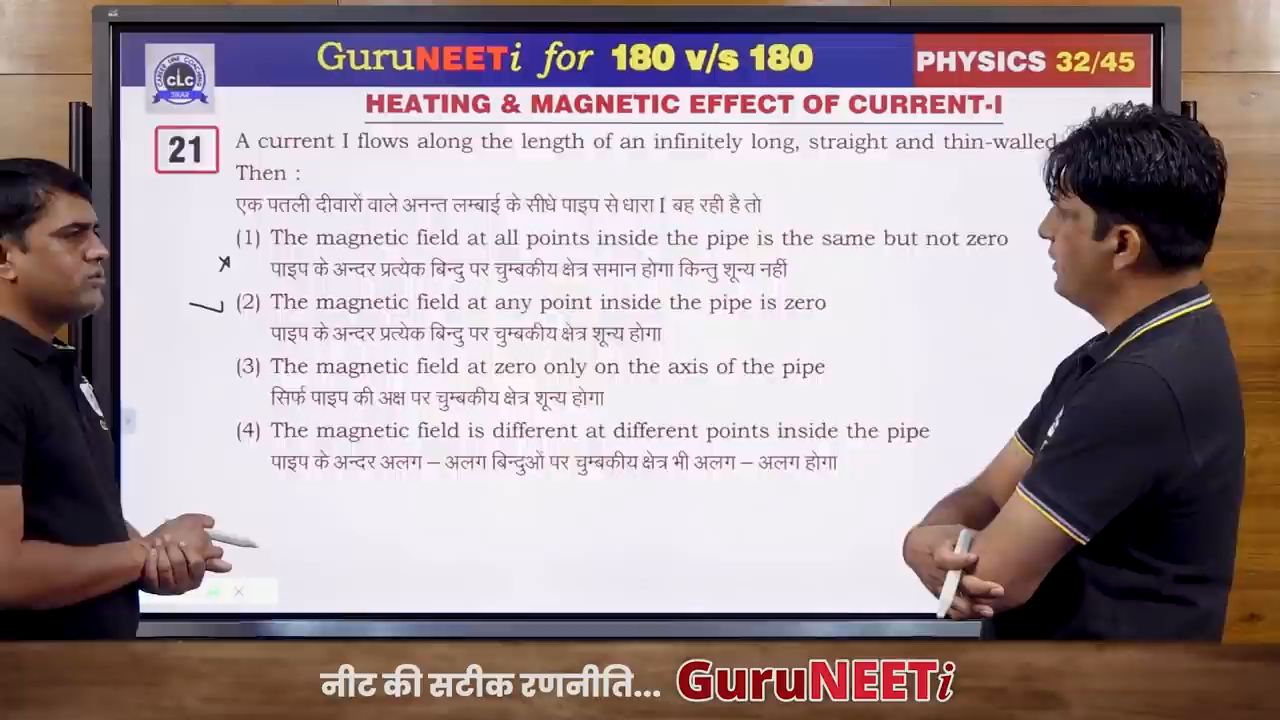 GuruNEETi for 180 v/s 180
PHYSICS 32/45
CLC
HEATING & MAGNETIC EFFECT OF CURRENT-I
21
A current I flows along the length of an infinitely long, straight and thin-walled
Then :
एक पतली दीवारों वाले अनन्त लम्बाई के सीधे पाइप से धारा I बह रही है तो
(1) The magnetic field at all points inside the pipe is the same but not zero
पाइप के अन्दर प्रत्येक बिन्दु पर चुम्बकीय क्षेत्र समान होगा किन्तु शून्य नहीं
(2) The magnetic field at any point inside the pipe is zero
पाइप के अन्दर प्रत्येक बिन्दु पर चुम्बकीय क्षेत्र शून्य होगा
(3) The magnetic field at zero only on the axis of the pipe
सिर्फ पाइप की अक्ष पर चुम्बकीय क्षेत्र शून्य होगा
(4) The magnetic field is different at different points inside the pipe
पाइप के अन्दर अलग – अलग बिन्दुओं पर चुम्बकीय क्षेत्र भी अलग – अलग होगा
नीट की सटीक रणनीति... GuruNEETi